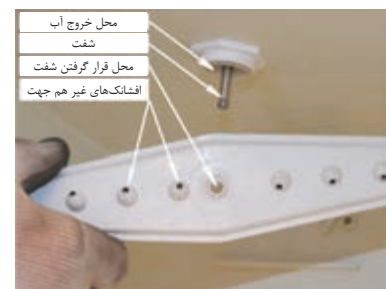 محل خروج آب
شفت
محل قرار گرفتن شفت
افشانک‌های غیر هم جهت